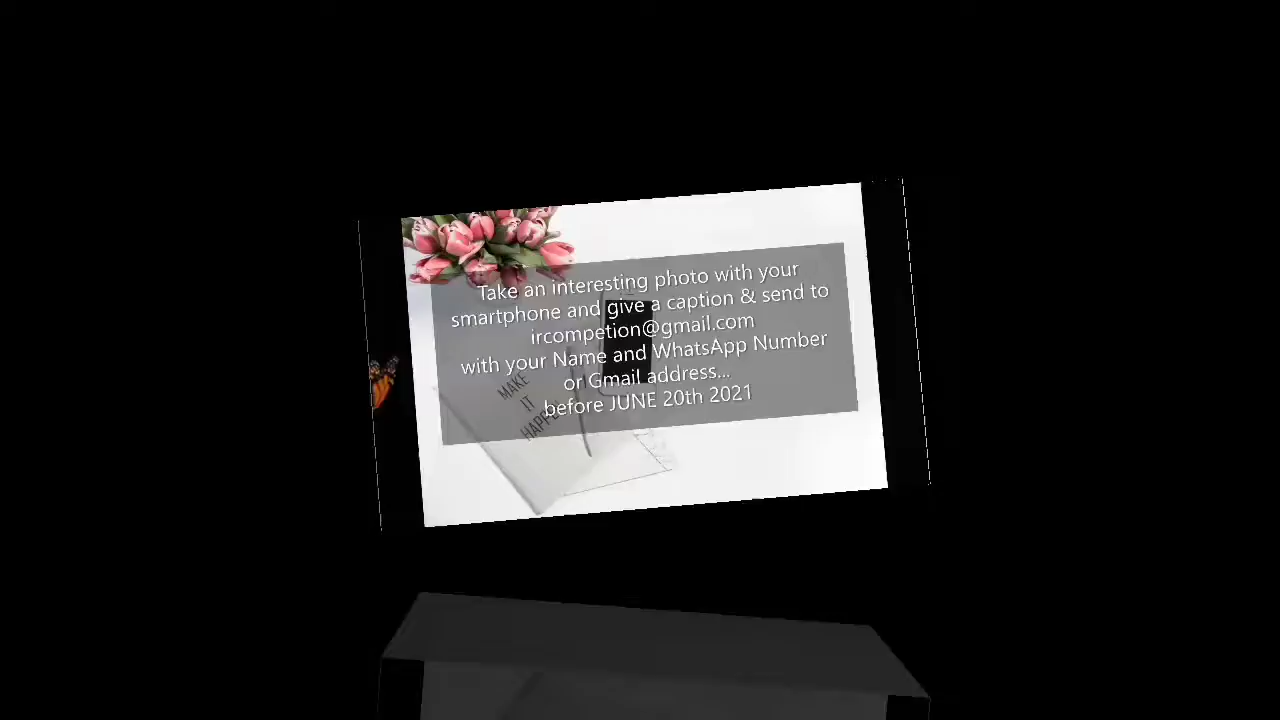 Take an interesting photo with your
smartphone and give a caption & send to
ircompetion@gmail.com
with your Name and WhatsApp Number
or Gmail address...
before JUNE 20th 2021
MAKE
IT
HAPPEN